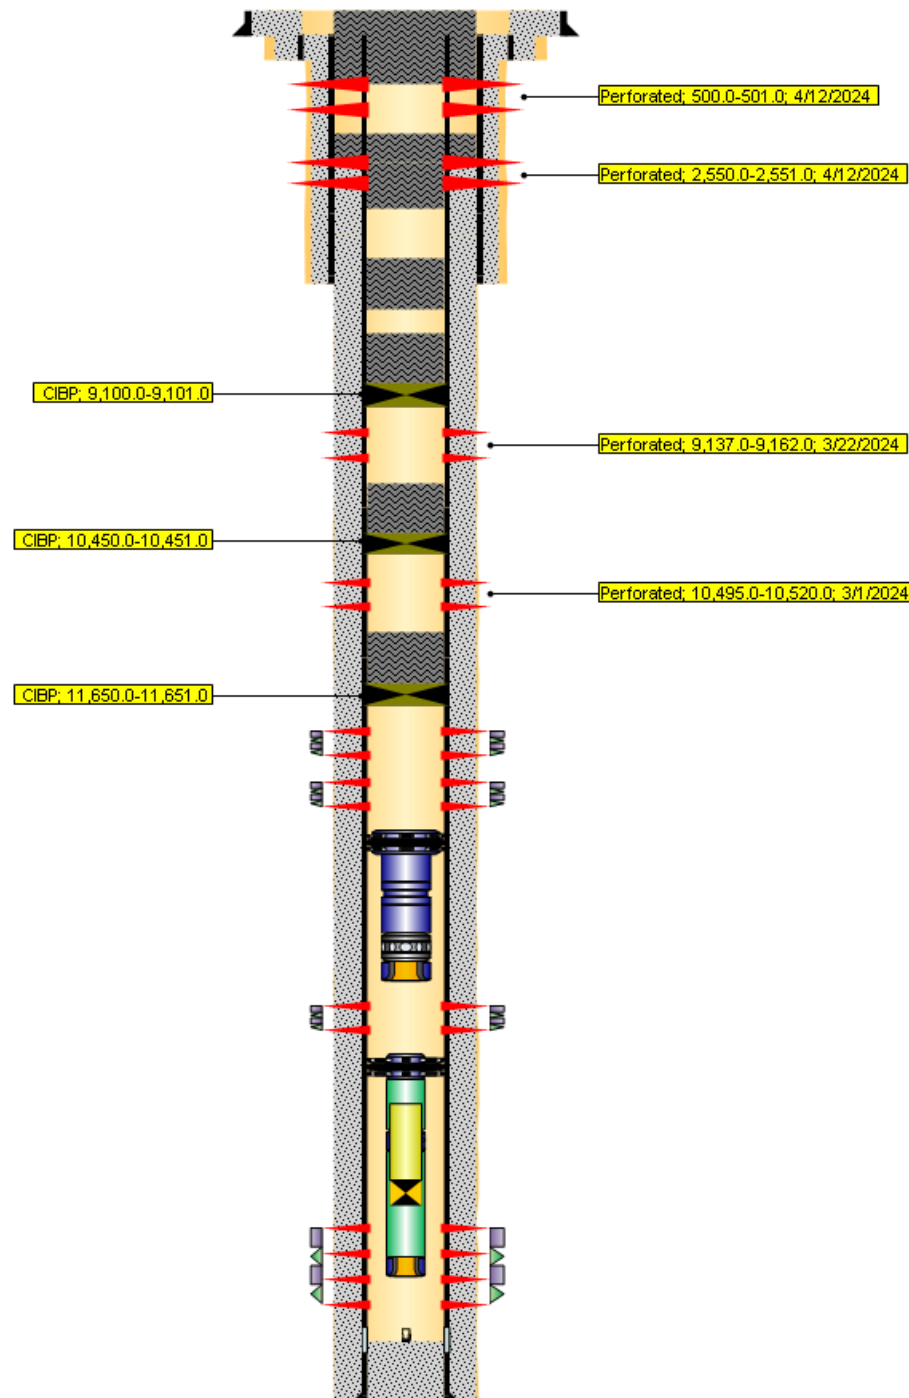 Perforated; 500.0-501.0; 4/12/2024
Perforated; 2,550.0-2,551.0; 4/12/2024
CIBP; 9,100.0-9,101.0
Perforated; 9,137.0-9,162.0; 3/22/2024
CIBP; 10,450.0-10,451.0
Perforated; 10,495.0-10,520.0; 3/1/2024
CIBP; 11,650.0-11,651.0